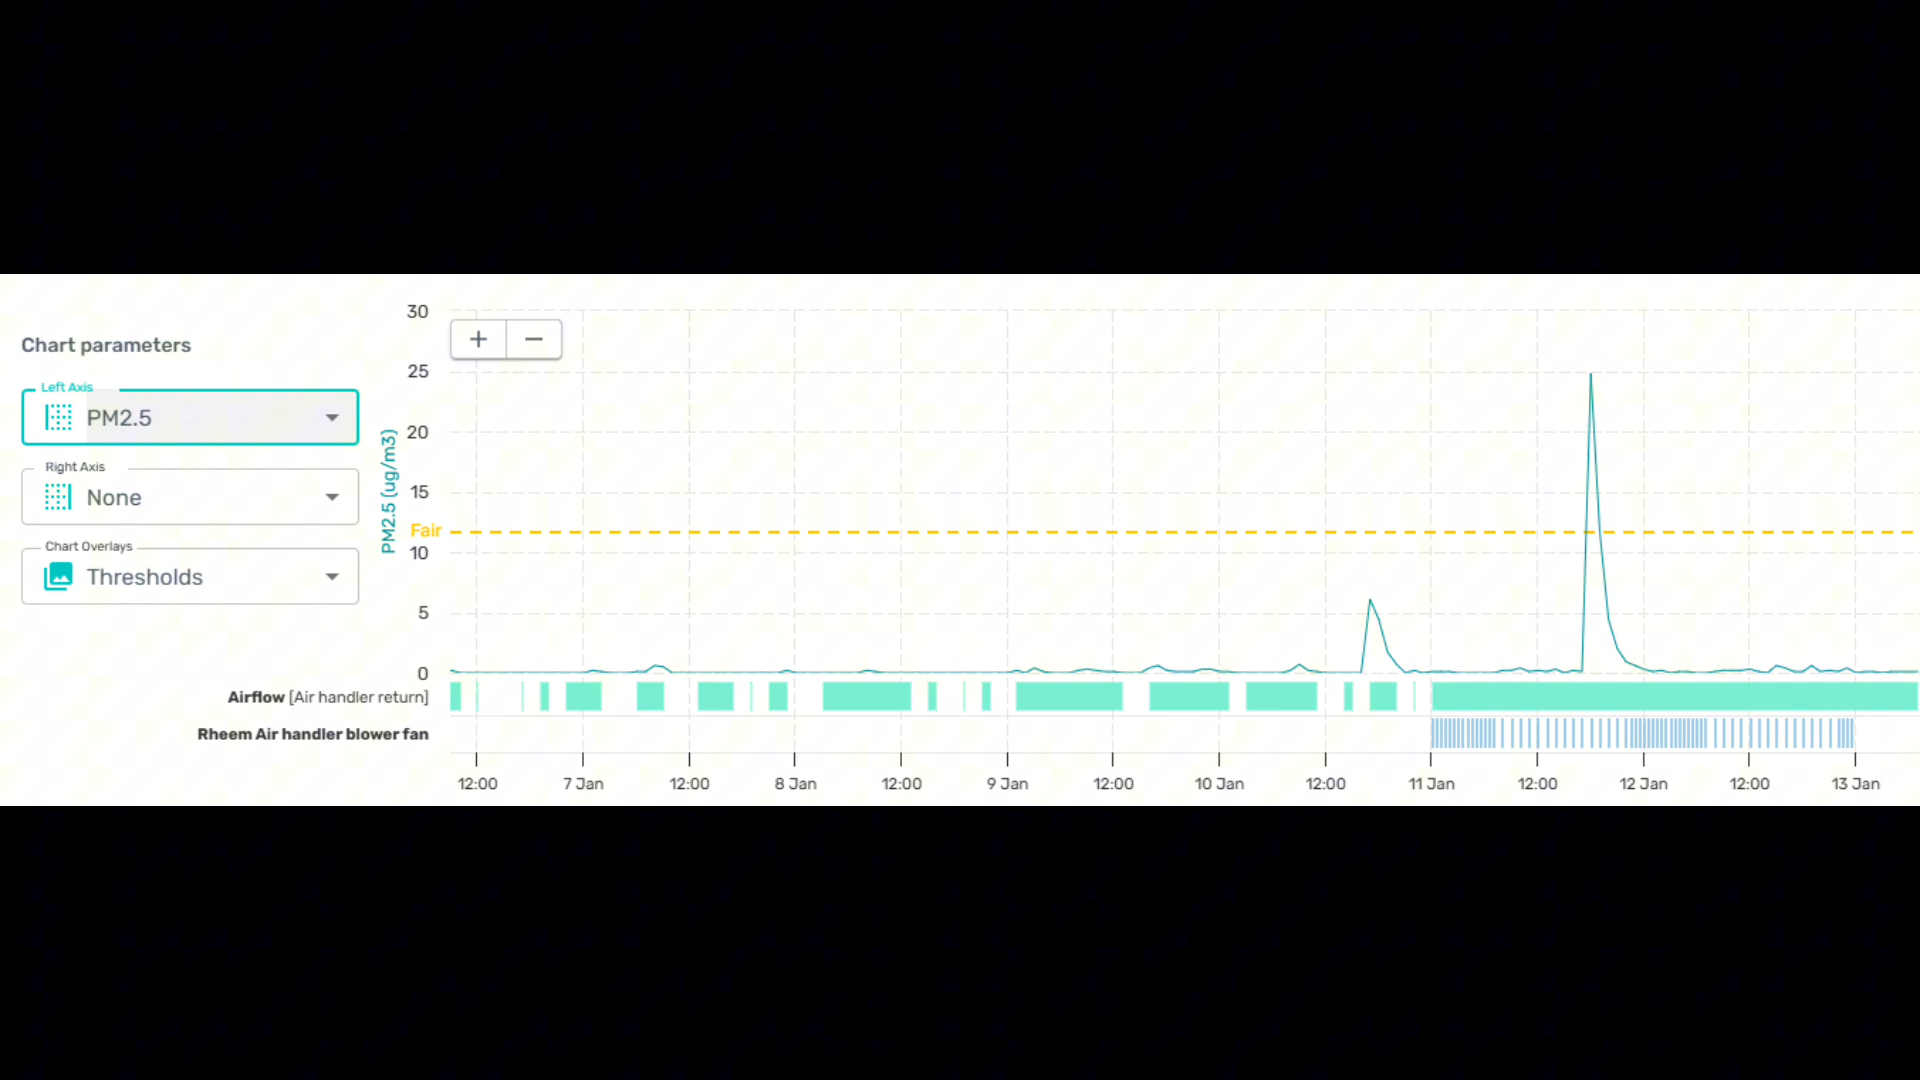 Chart parameters
Left Axis
PM2.5
Right Axis
None
Chart Overlays
Thresholds
+ −
PM2.5 (ug/m3)
30
25
20
15
Fair
10
5
0
Airflow [Air handler return]
Rheem Air handler blower fan
12:00 7 Jan 12:00 8 Jan 12:00 9 Jan 12:00 10 Jan 12:00 11 Jan 12:00 12 Jan 12:00 13 Jan